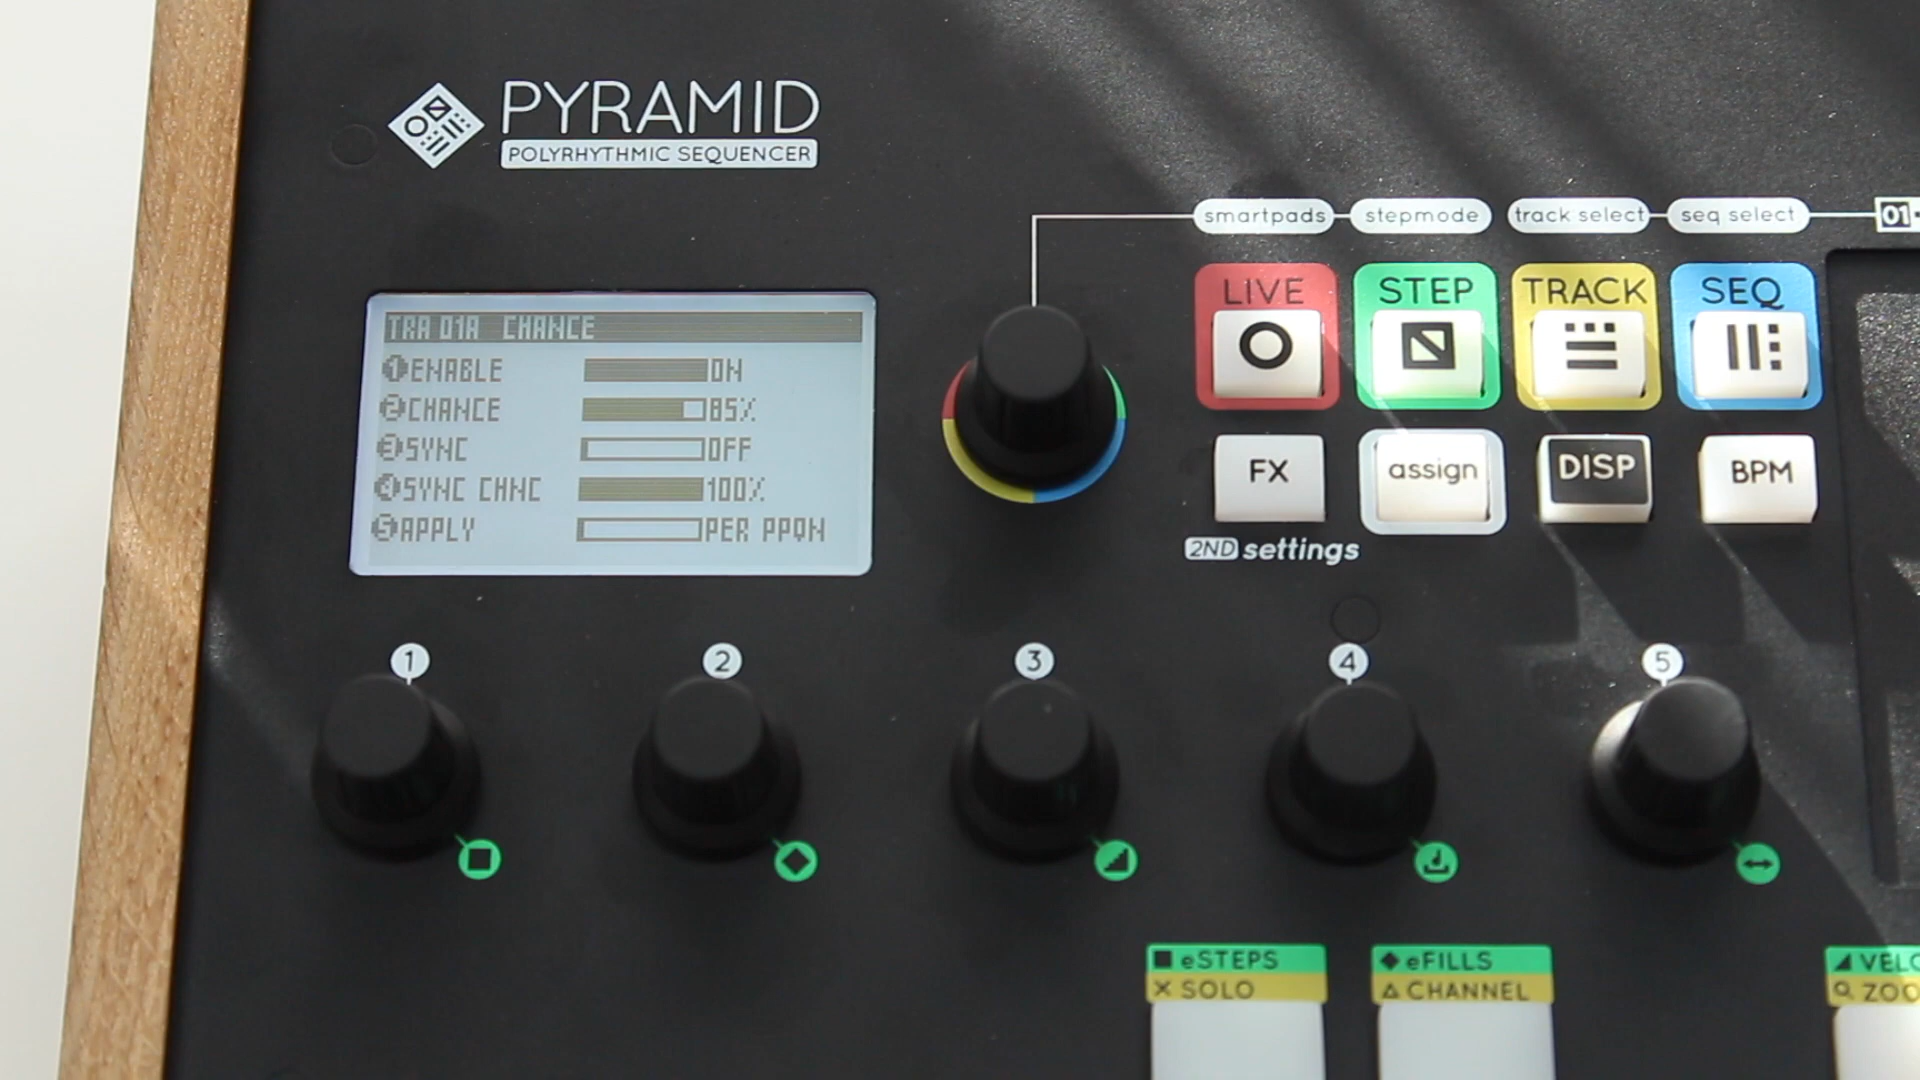 PYRAMID
POLYRHYTHMIC SEQUENCER
smartpads stepmode track select seq select 01
LIVE STEP TRACK SEQ
TRA 01A CHANCE
1 ENABLE ON
2 CHANCE 85%
3 SYNC OFF
4 SYNC CHNC 100%
5 APPLY PER PPQN
FX assign DISP BPM
2ND settings
1 2 3 4 5
eSTEPS eFILLS
SOLO CHANNEL